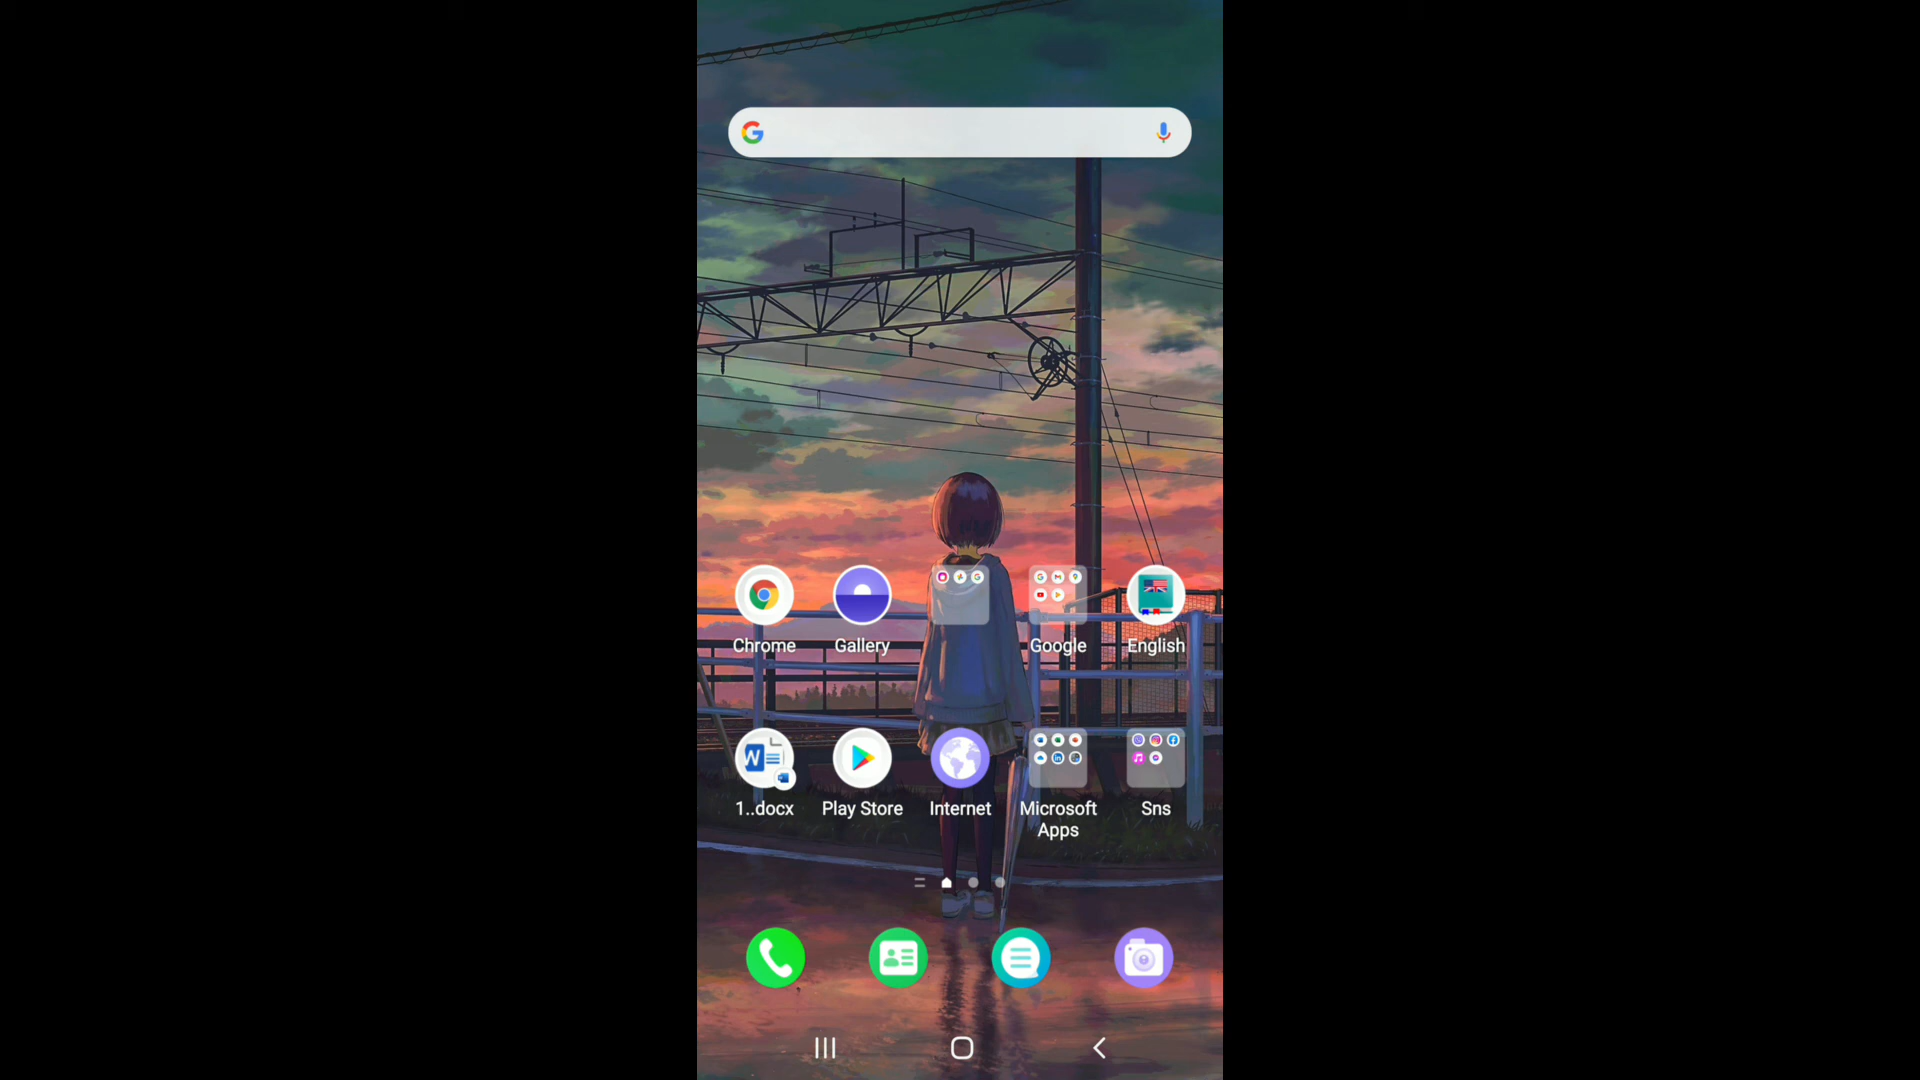 Chrome
Gallery
Google
English
1..docx
Play Store
Internet
Microsoft
Apps
Sns